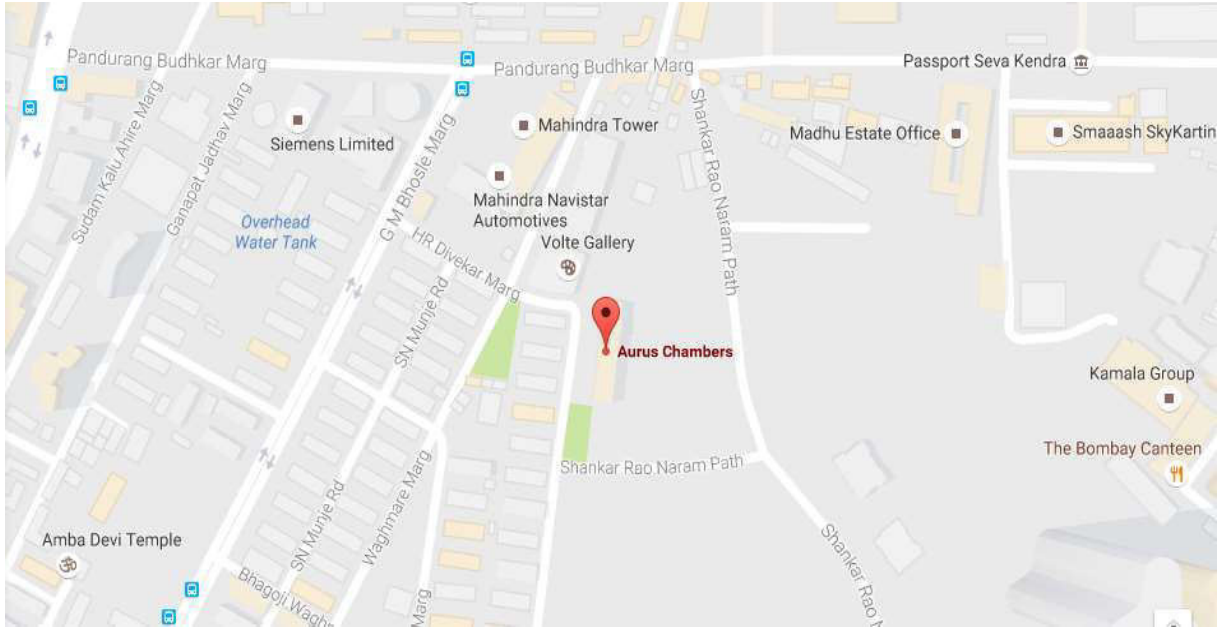 Pandurang Budhkar Marg
Pandurang Budhkar Marg
Passport Seva Kendra
Sudam Kalu Ahire Marg
Ganapat Jadhav Marg
Siemens Limited
G M Bhosle Marg
Mahindra Tower
Shankar Rao Naram Path
Madhu Estate Office
Smaaash SkyKartin
Mahindra Navistar
Automotives
Overhead
Water Tank
HR Divekar Marg
Volte Gallery
SN Munje Rd
Aurus Chambers
Kamala Group
The Bombay Canteen
Waghmare Marg
Shankar Rao Naram Path
SN Munje Rd
Amba Devi Temple
Bhagoji Waghm
Marg
Shankar Rao N